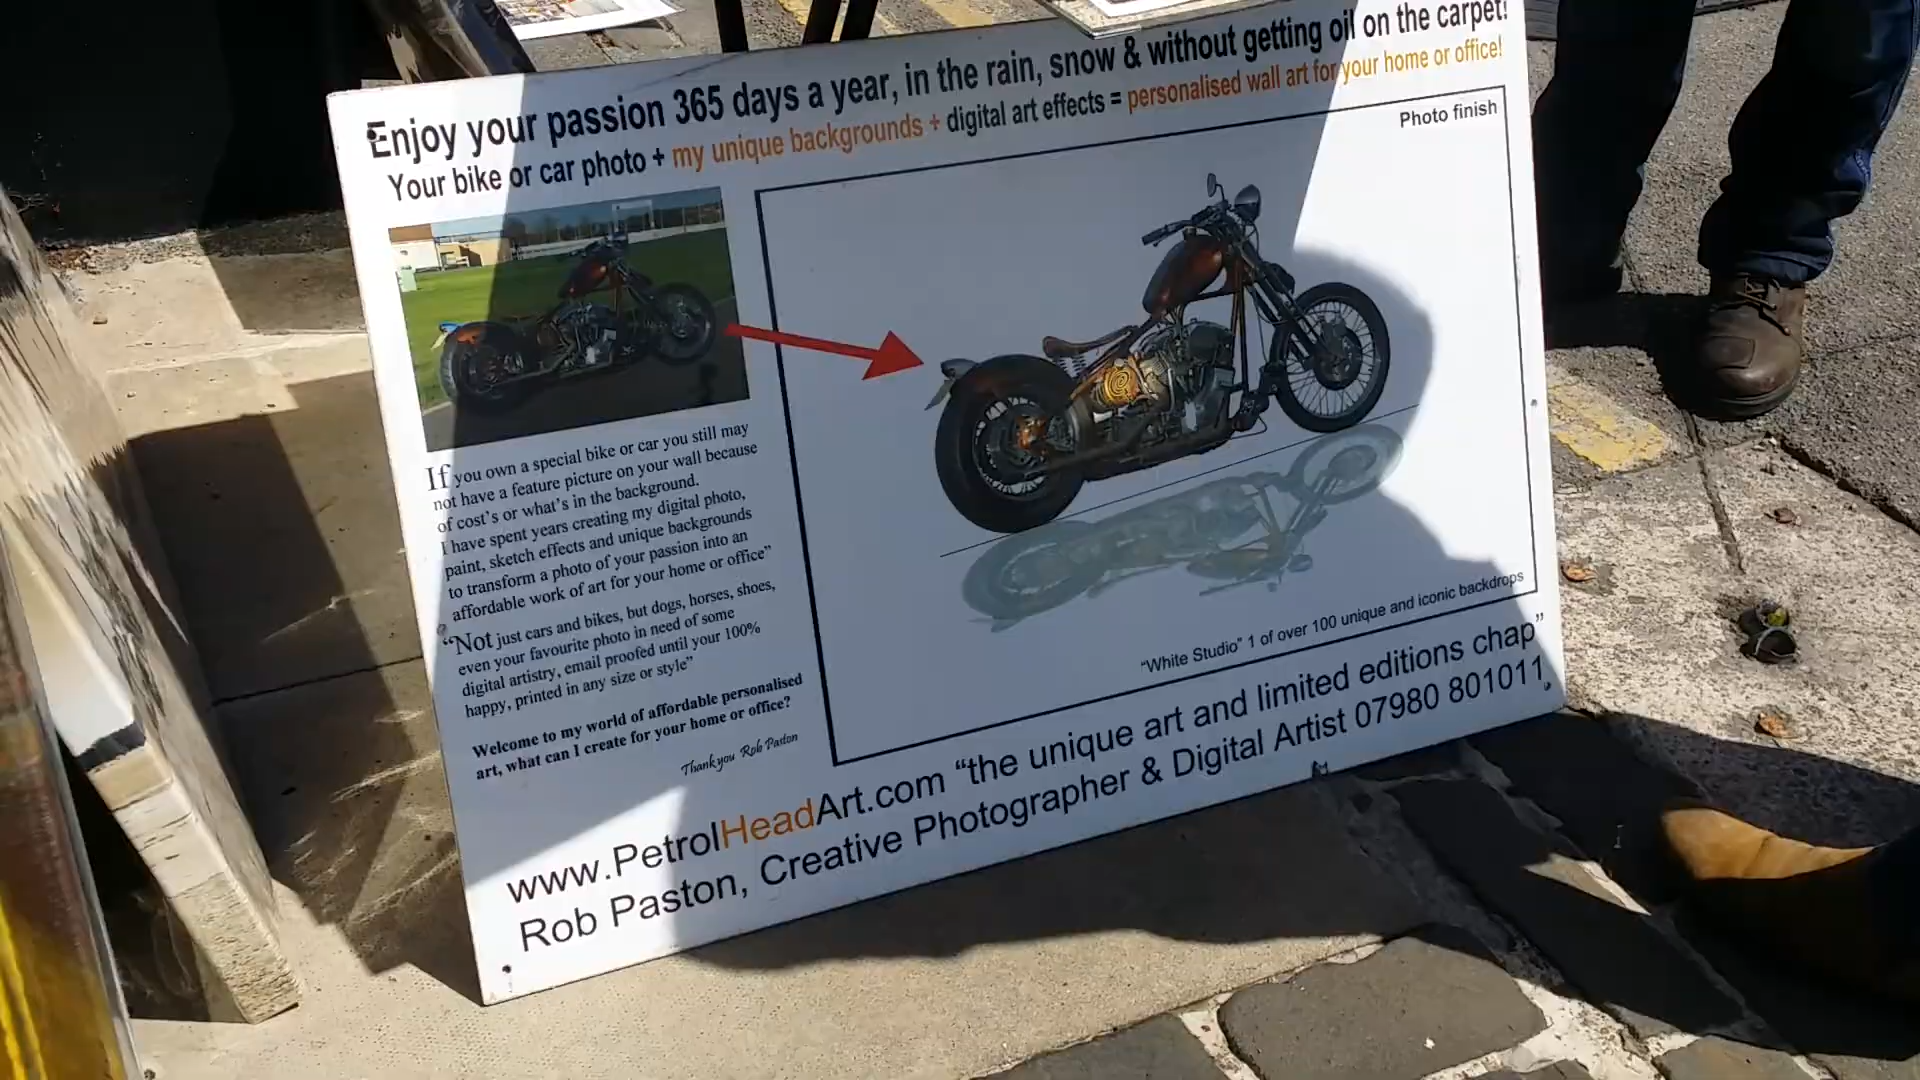 Enjoy your passion 365 days a year, in the rain, snow & without getting oil on the carpet!
Your bike or car photo + my unique backgrounds + digital art effects = personalised wall art for your home or office!
Photo finish
If you own a special bike or car you still may
not have a feature picture on your wall because
of cost's or what's in the background.
I have spent years creating my digital photo,
paint, sketch effects and unique backgrounds
to transform a photo of your passion into an
affordable work of art for your home or office"
"Not just cars and bikes, but dogs, horses, shoes,
even your favourite photo in need of some
digital artistry, email proofed until your 100%
happy, printed in any size or style"
Welcome to my world of affordable personalised
art, what can I create for your home or office?
Thankyou Rob Paston
"White Studio" 1 of over 100 unique and iconic backdrops
www.PetrolHeadArt.com "the unique art and limited editions chap"
Rob Paston, Creative Photographer & Digital Artist 07980 801011